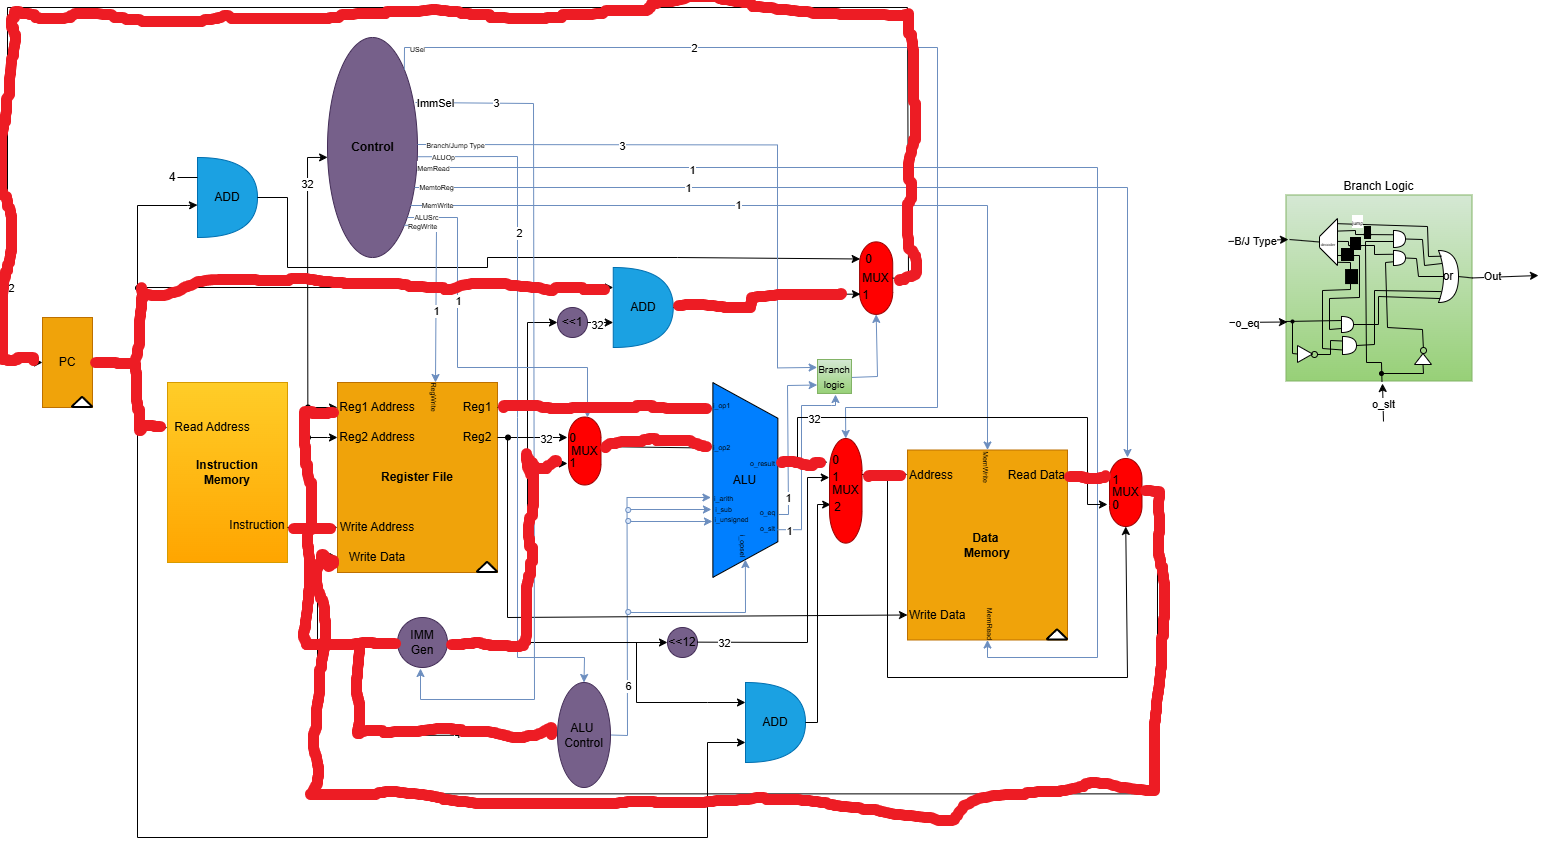 USel
2
ImmSel
3
Control
Branch/Jump Type
3
ALUOp
MemRead
1
MemtoReg
1
MemWrite
1
ALUSrc
RegWrite
2
4
ADD
32
Branch Logic
−B/J Type
or
Out
−o_eq
o_slt
0
MUX
1
ADD
<<1
32
1
1
2
PC
Branch
logic
RegWrite
Read Address
Instruction
Memory
Instruction
Reg1 Address
Reg1
Reg2 Address
Reg2
Register File
Write Address
Write Data
32
0
MUX
1
i_op1
i_op2
o_result
ALU
i_arith
i_sub
i_unsigned
o_eq
o_slt
i_opsel
1
1
32
0
1
MUX
2
MemWrite
Address
Read Data
Data
Memory
Write Data
MemRead
1
MUX
0
IMM
Gen
<<12
32
6
ALU
Control
ADD